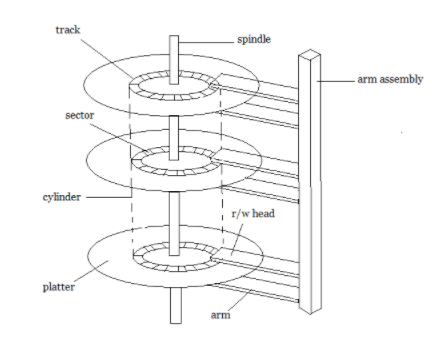 track
spindle
arm assembly
sector
cylinder
r/w head
platter
arm